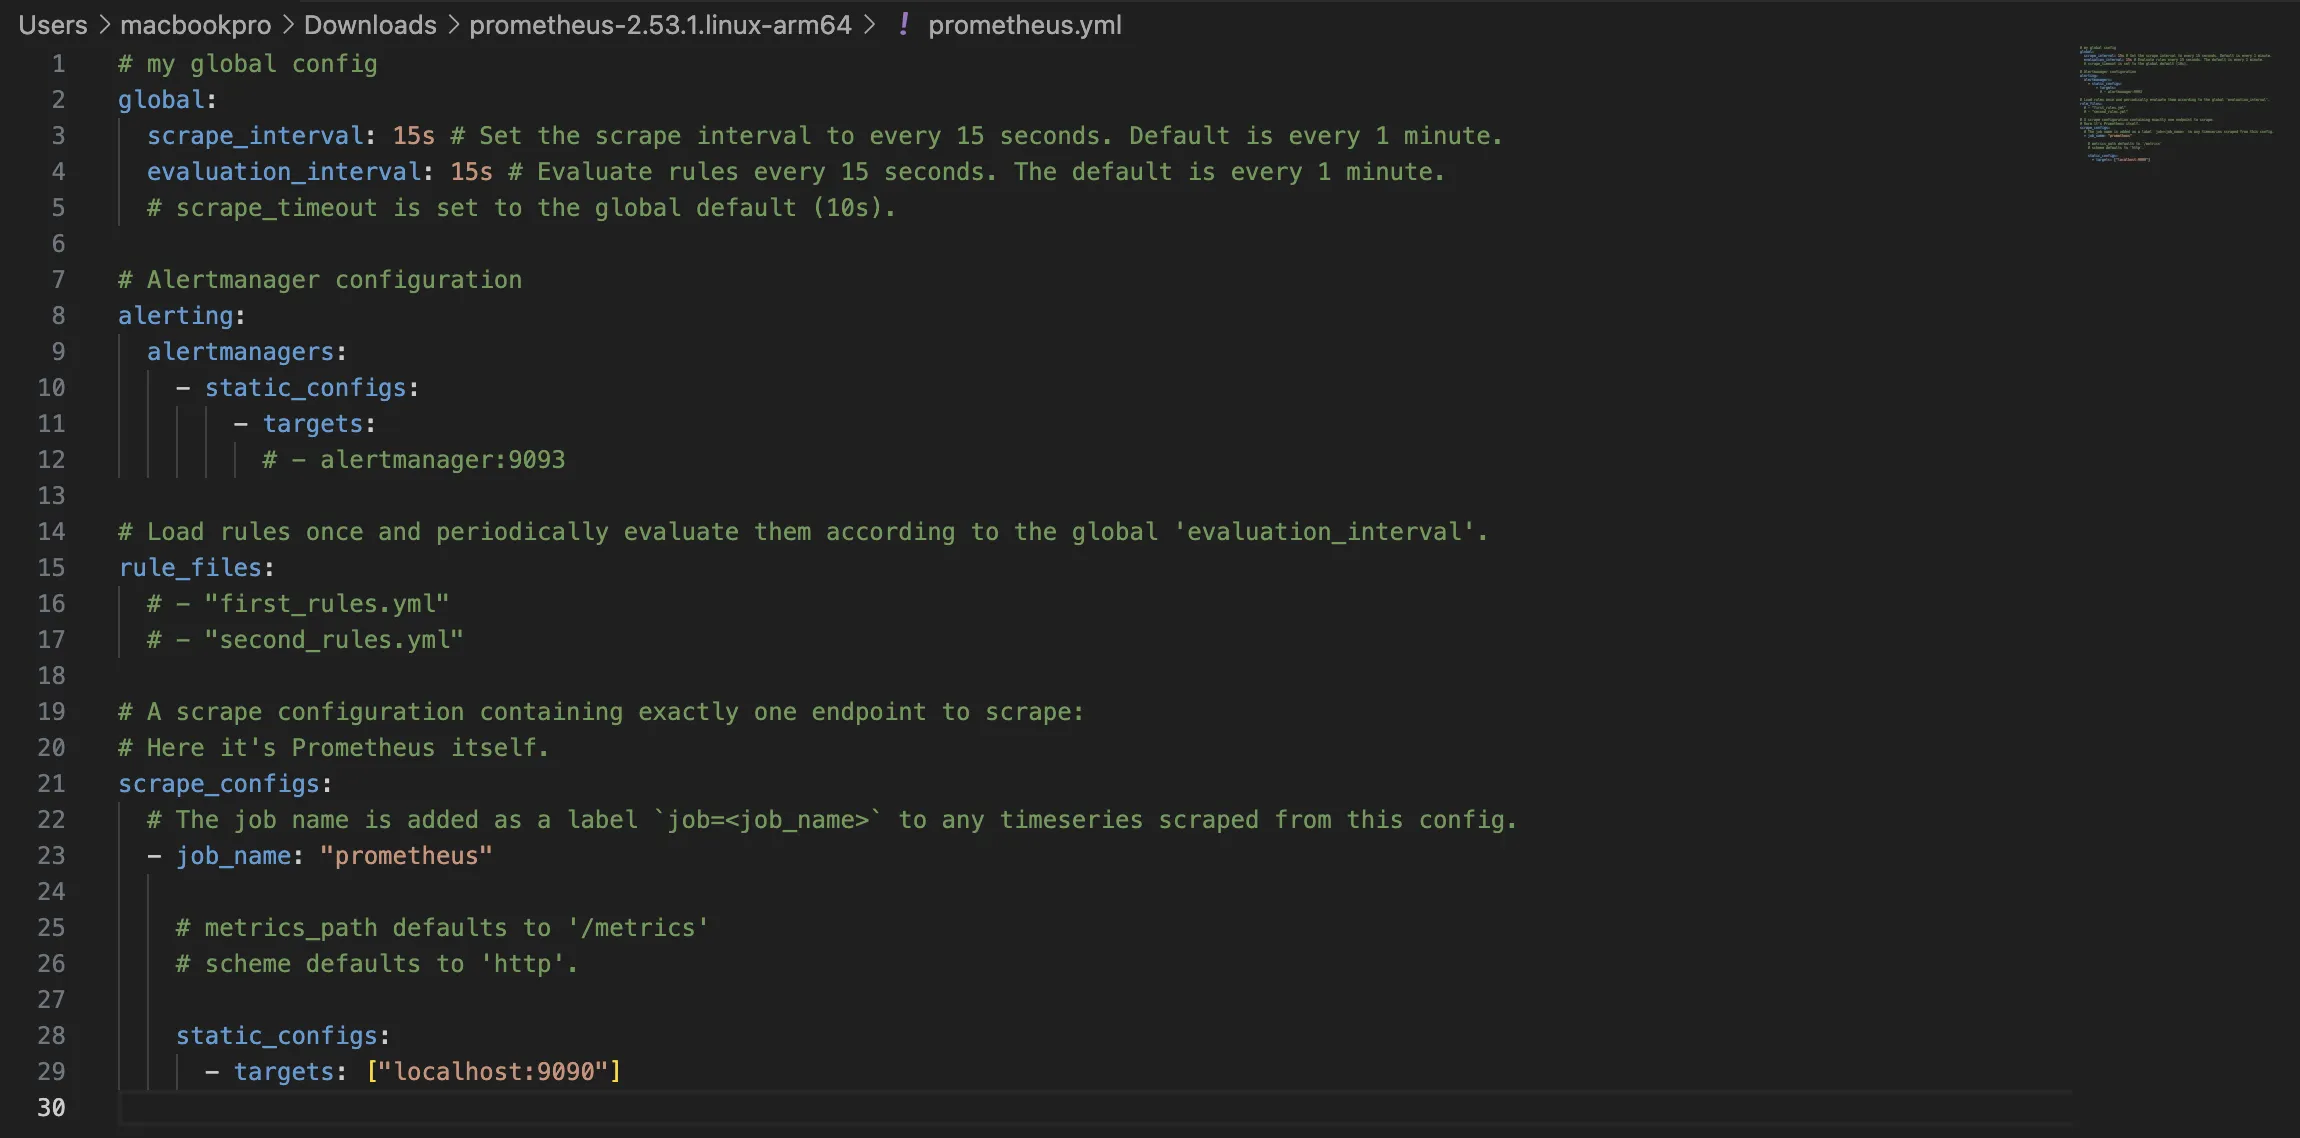 Users > macbookpro > Downloads > prometheus-2.53.1.linux-arm64 > ! prometheus.yml
1 # my global config
2 global:
3   scrape_interval: 15s # Set the scrape interval to every 15 seconds. Default is every 1 minute.
4   evaluation_interval: 15s # Evaluate rules every 15 seconds. The default is every 1 minute.
5   # scrape_timeout is set to the global default (10s).
6
7 # Alertmanager configuration
8 alerting:
9   alertmanagers:
10     - static_configs:
11         - targets:
12           # - alertmanager:9093
13
14 # Load rules once and periodically evaluate them according to the global 'evaluation_interval'.
15 rule_files:
16   # - "first_rules.yml"
17   # - "second_rules.yml"
18
19 # A scrape configuration containing exactly one endpoint to scrape:
20 # Here it's Prometheus itself.
21 scrape_configs:
22   # The job name is added as a label `job=<job_name>` to any timeseries scraped from this config.
23   - job_name: "prometheus"
24
25     # metrics_path defaults to '/metrics'
26     # scheme defaults to 'http'.
27
28     static_configs:
29       - targets: ["localhost:9090"]
30